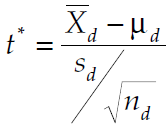 t* = (X̄_d − μ_d) / (s_d / √n_d)